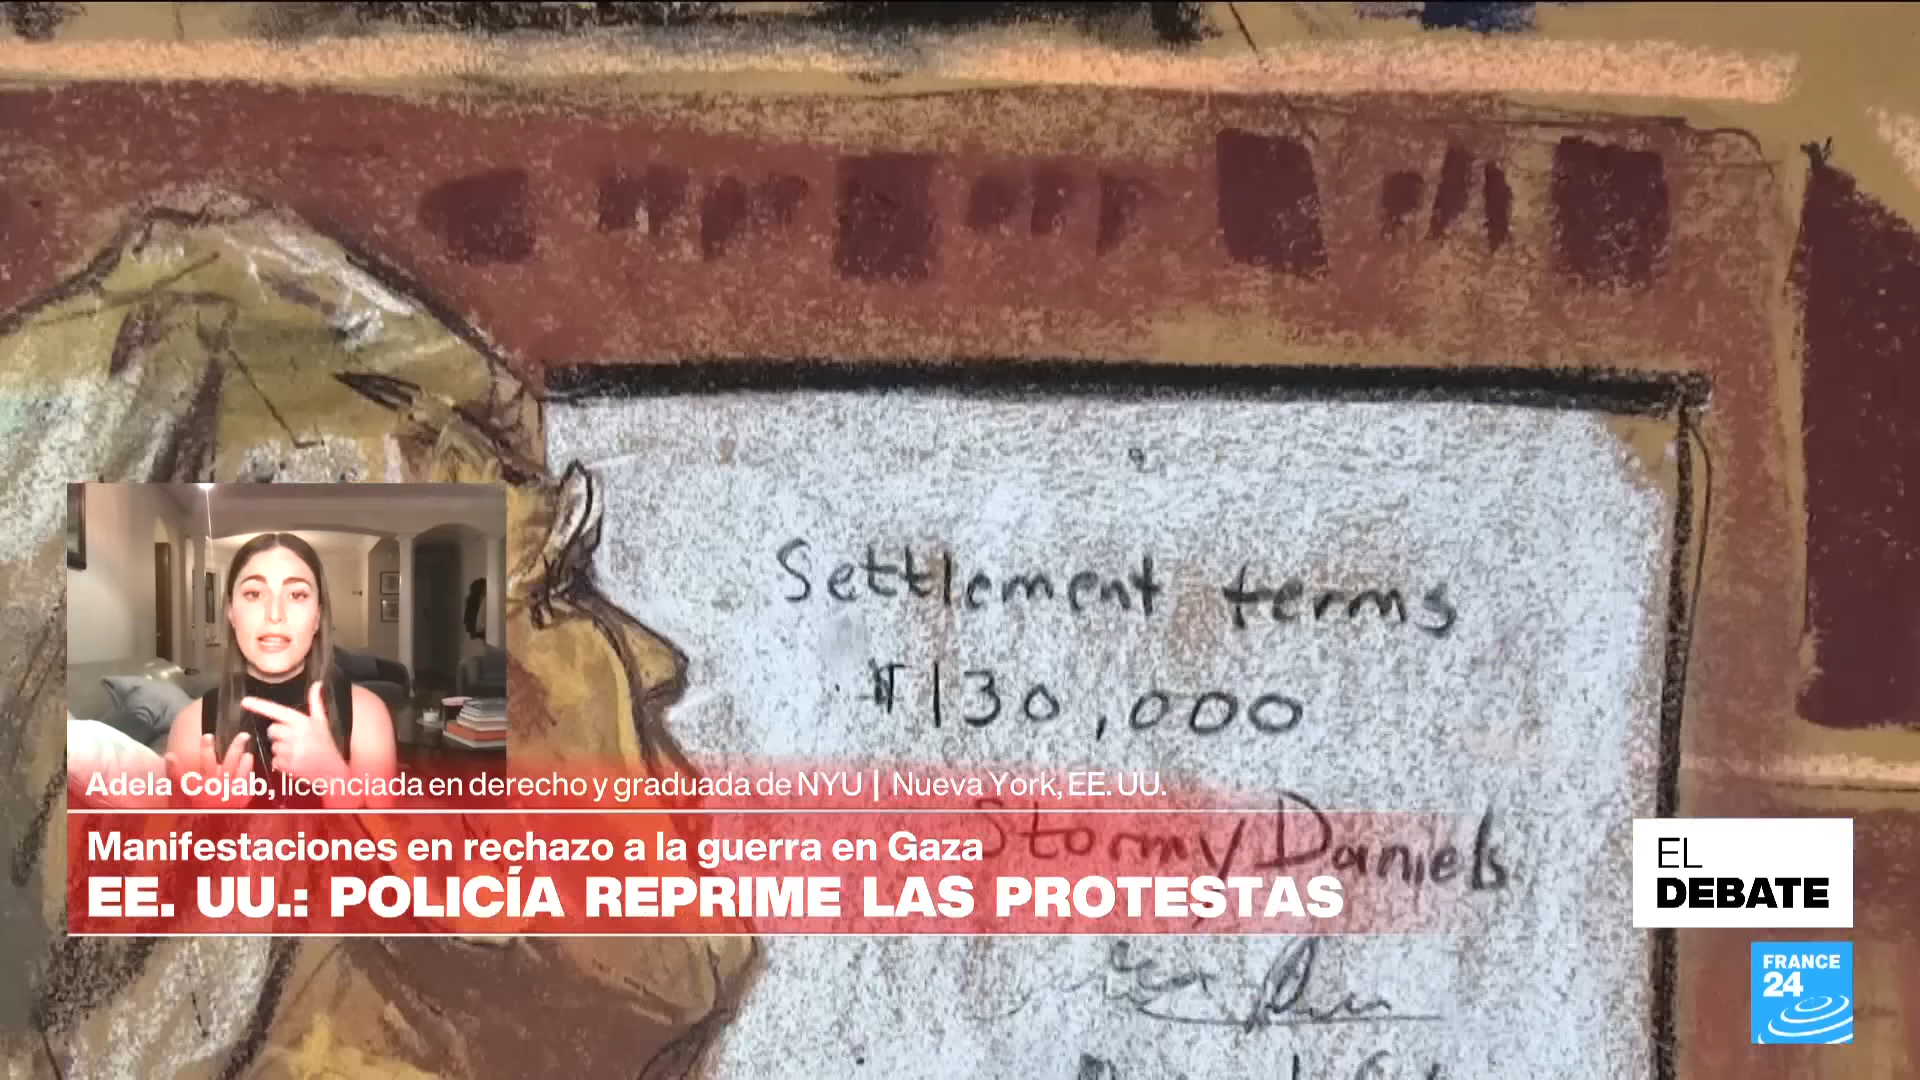 Settlement terms
$130,000
Stormy Daniels
Adela Cojab, licenciada en derecho y graduada de NYU | Nueva York, EE. UU.
Manifestaciones en rechazo a la guerra en Gaza
EE. UU.: POLICÍA REPRIME LAS PROTESTAS
EL
DEBATE
FRANCE
24